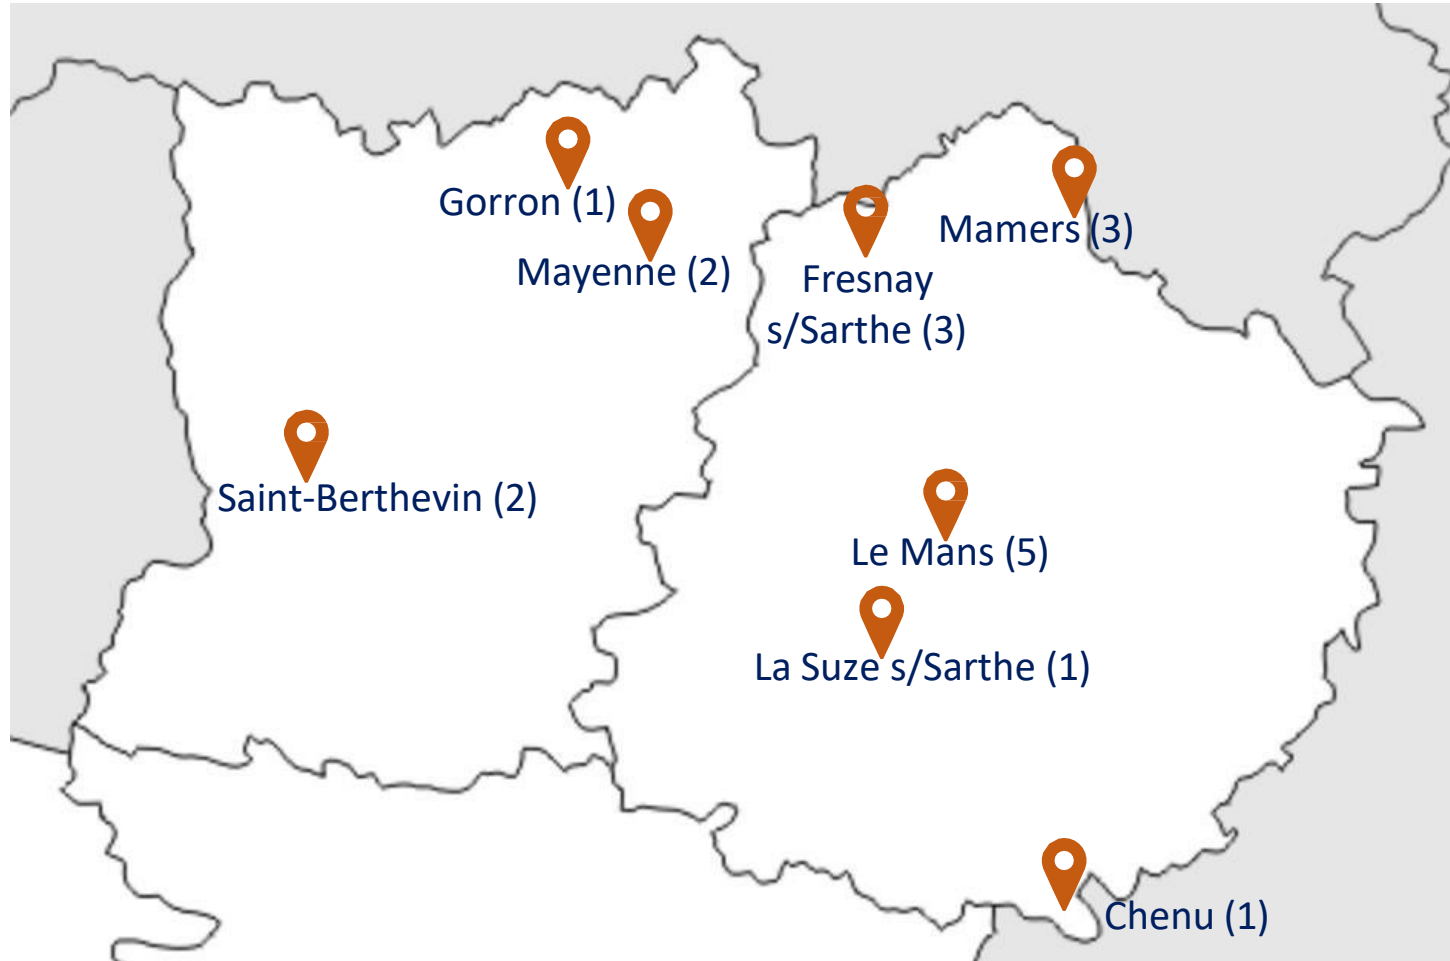 Gorron (1)
Mayenne (2)
Mamers (3)
Fresnay
s/Sarthe (3)
Saint-Berthevin (2)
Le Mans (5)
La Suze s/Sarthe (1)
Chenu (1)